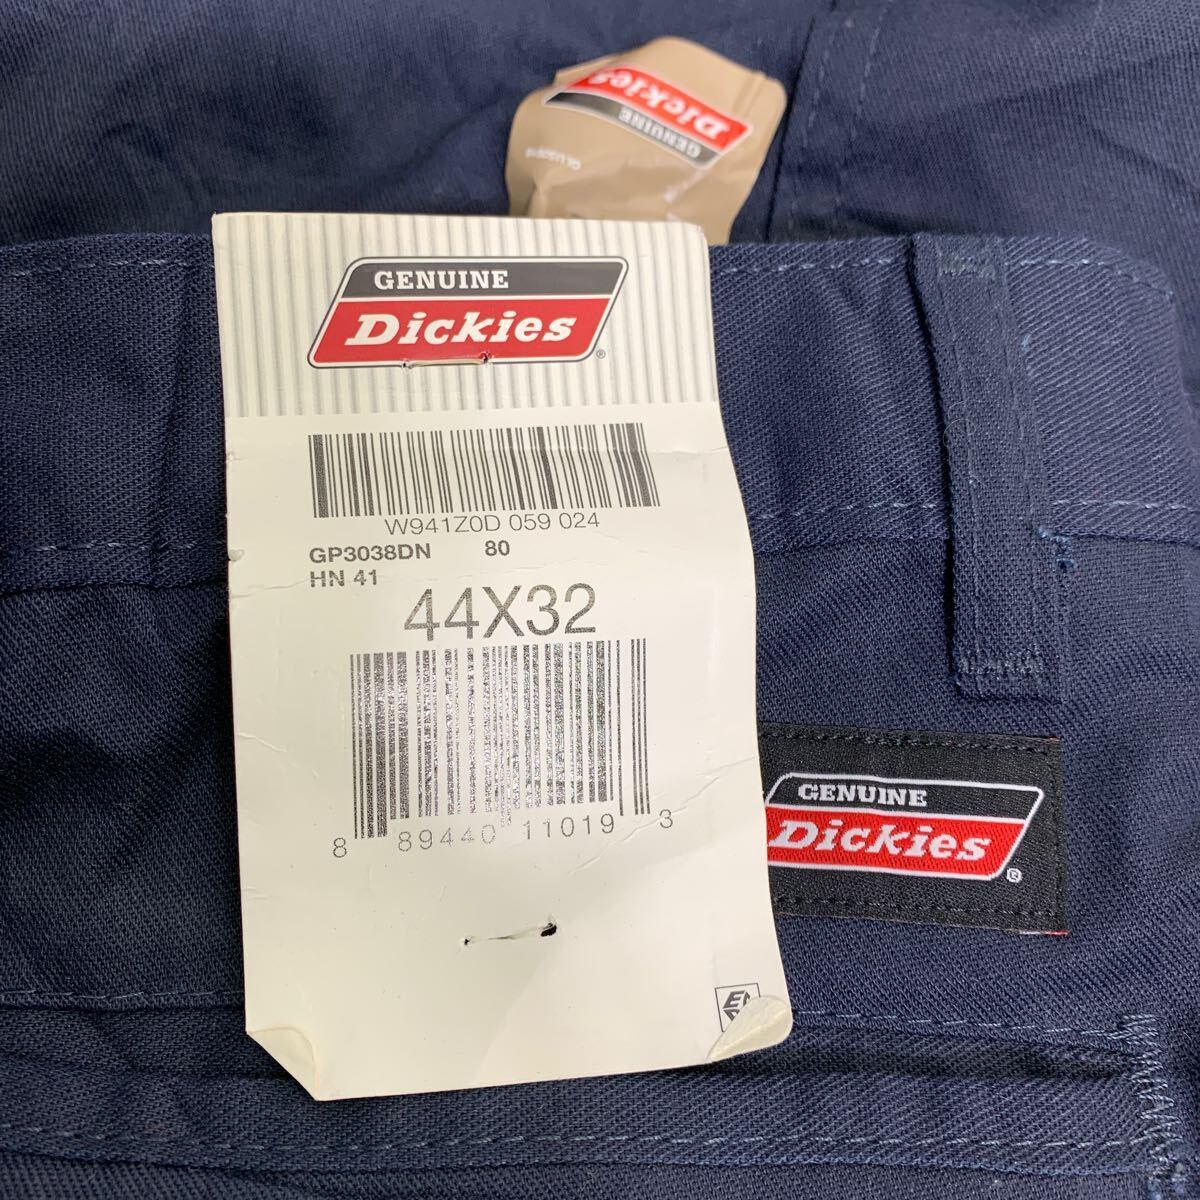 Dickies
GENUINE
GENUINE
Dickies
®
W941Z0D 059 024
GP3038DN 80
HN 41
44X32
8 89440 11019 3
GENUINE
Dickies
®